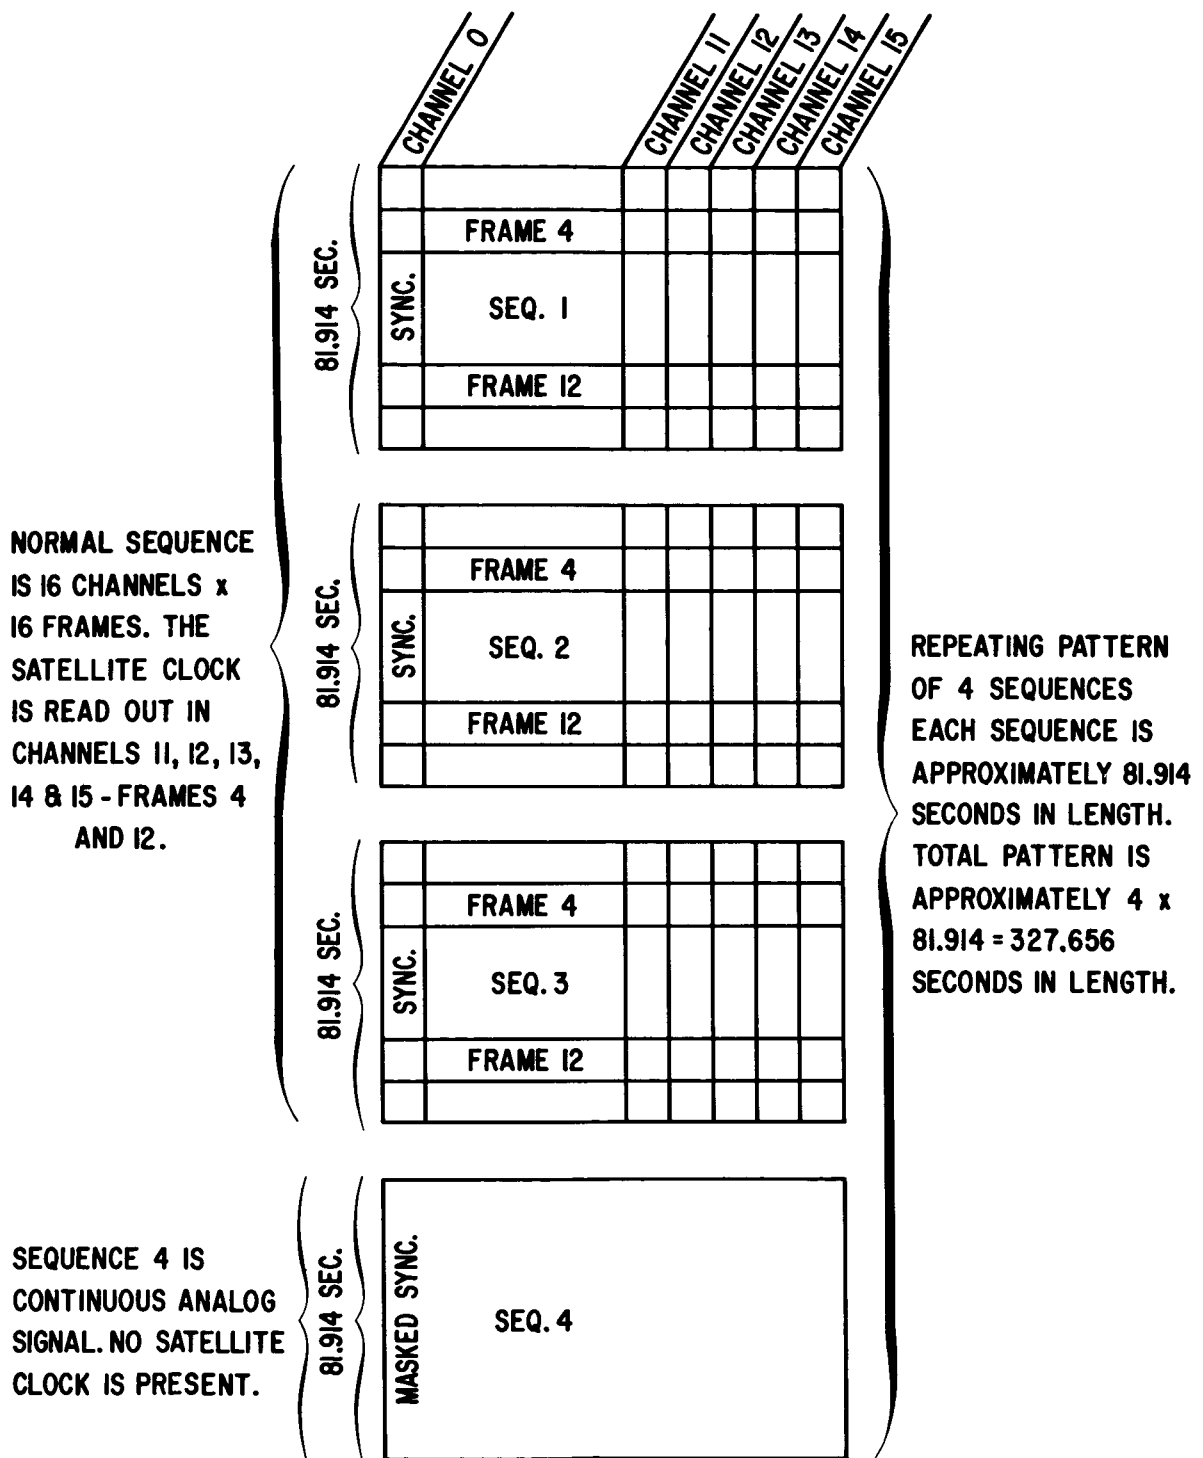 CHANNEL 0
CHANNEL 11
CHANNEL 12
CHANNEL 13
CHANNEL 14
CHANNEL 15
81.914 SEC.
SYNC.
FRAME 4
SEQ. 1
FRAME 12
NORMAL SEQUENCE
IS 16 CHANNELS x
16 FRAMES. THE
SATELLITE CLOCK
IS READ OUT IN
CHANNELS 11, 12, 13,
14 & 15 - FRAMES 4
AND 12.
81.914 SEC.
SYNC.
FRAME 4
SEQ. 2
FRAME 12
REPEATING PATTERN
OF 4 SEQUENCES
EACH SEQUENCE IS
APPROXIMATELY 81.914
SECONDS IN LENGTH.
TOTAL PATTERN IS
APPROXIMATELY 4 x
81.914 = 327.656
SECONDS IN LENGTH.
81.914 SEC.
SYNC.
FRAME 4
SEQ. 3
FRAME 12
SEQUENCE 4 IS
CONTINUOUS ANALOG
SIGNAL. NO SATELLITE
CLOCK IS PRESENT.
81.914 SEC.
MASKED SYNC.
SEQ. 4